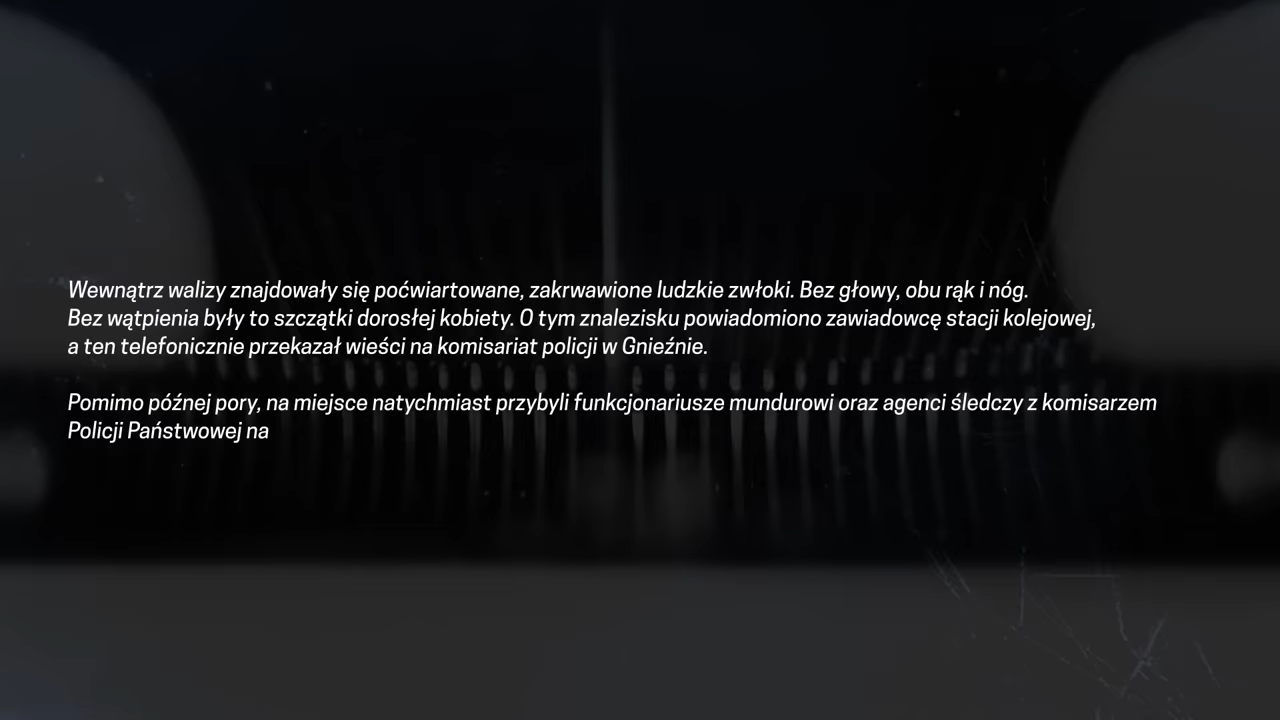 Wewnątrz walizy znajdowały się poćwiartowane, zakrwawione ludzkie zwłoki. Bez głowy, obu rąk i nóg.
Bez wątpienia były to szczątki dorosłej kobiety. O tym znalezisku powiadomiono zawiadowcę stacji kolejowej,
a ten telefonicznie przekazał wieści na komisariat policji w Gnieźnie.
Pomimo późnej pory, na miejsce natychmiast przybyli funkcjonariusze mundurowi oraz agenci śledczy z komisarzem
Policji Państwowej na